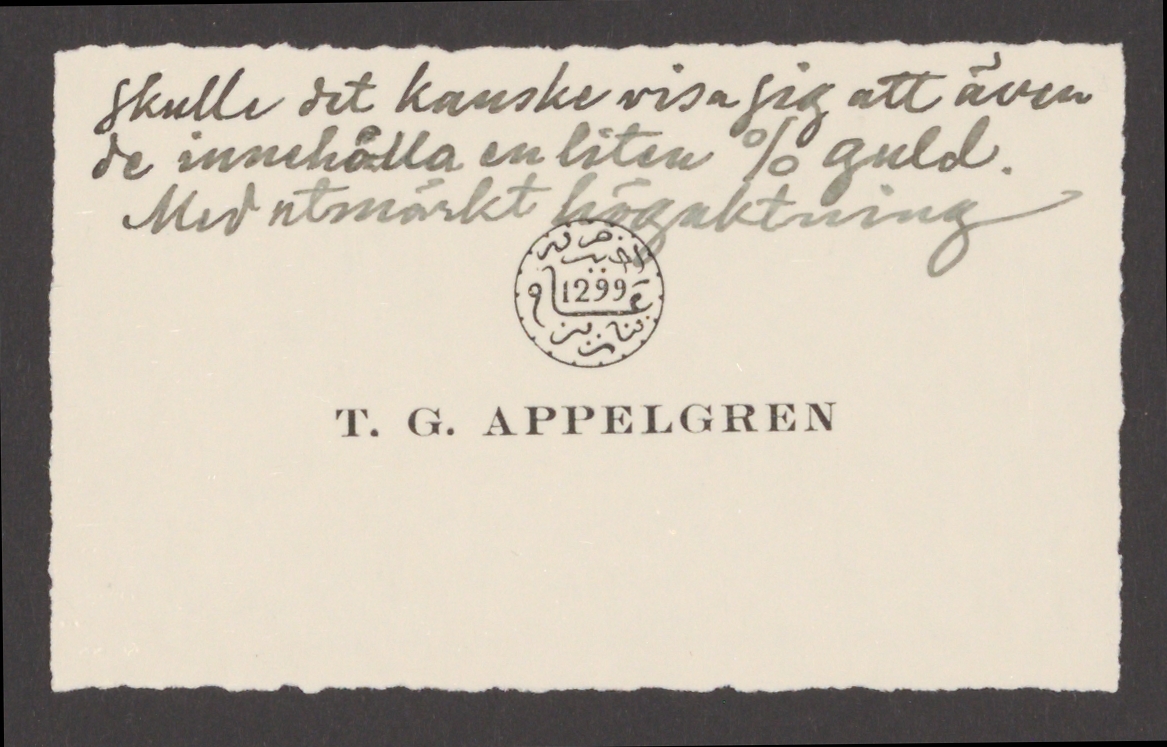 skulle det kanske visa sig att även
de innehålla en liten % guld.
Med utmärkt högaktning
1299
T. G. APPELGREN